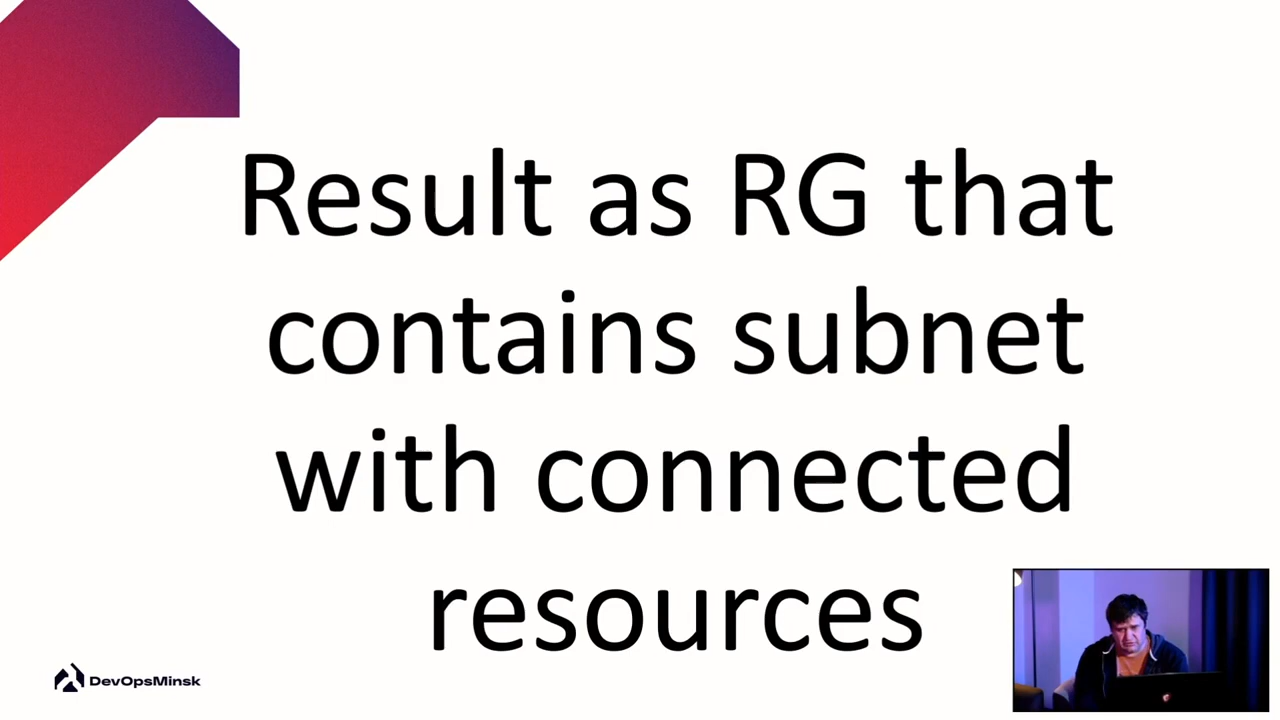 Result as RG that
contains subnet
with connected
resources
DevOpsMinsk